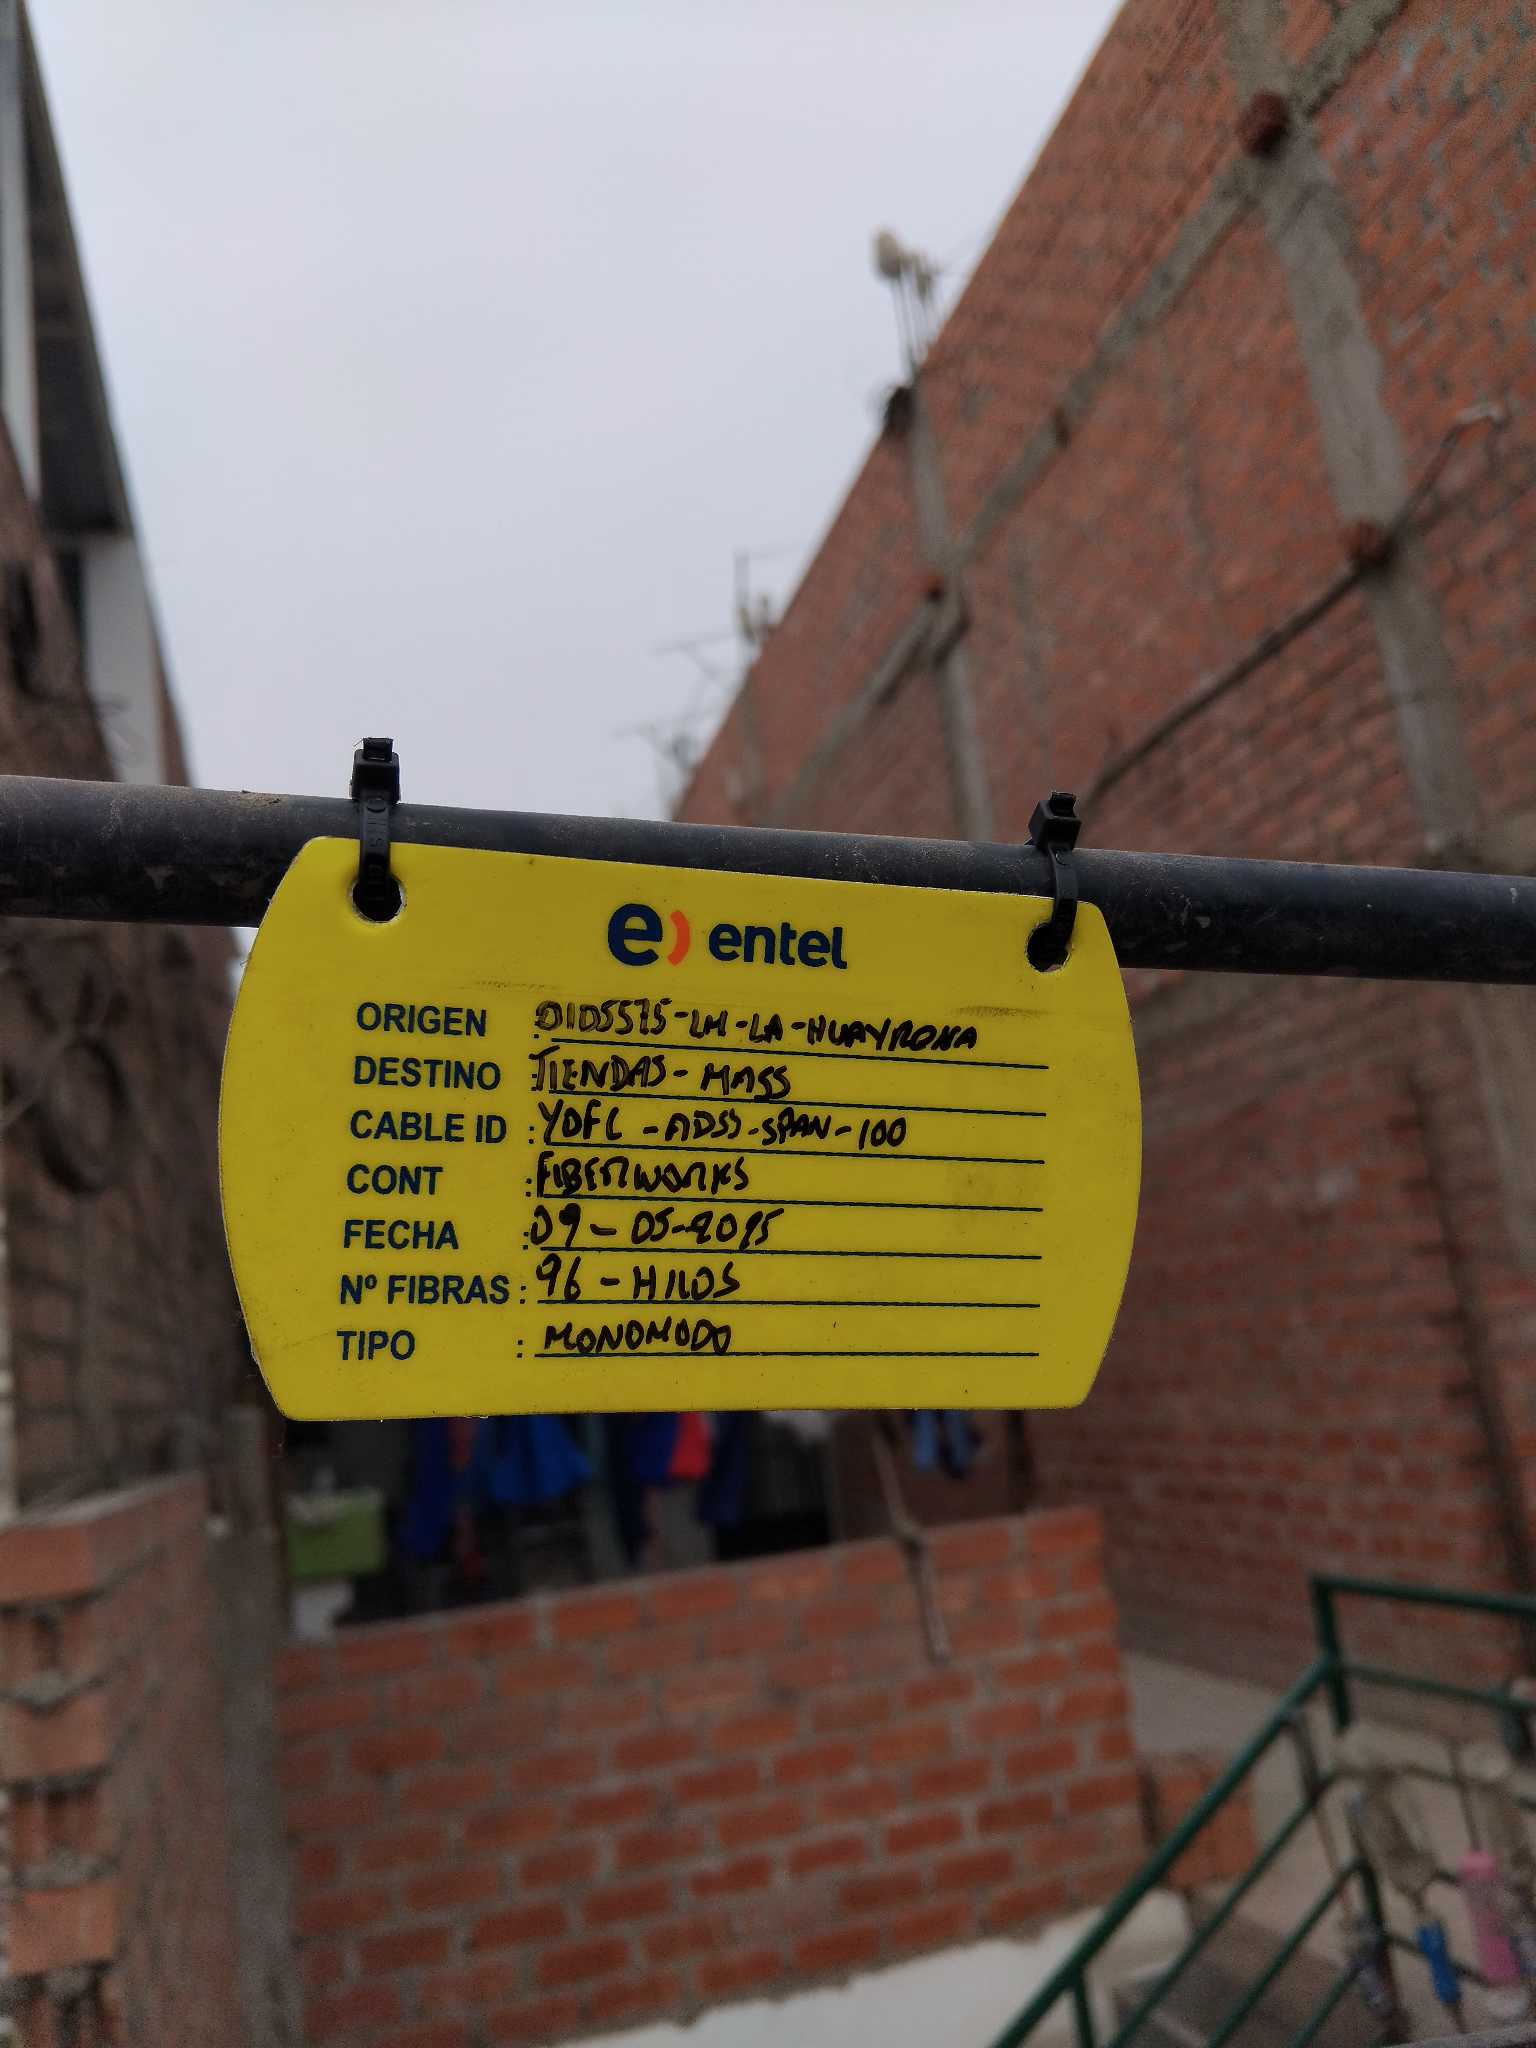 e) entel
ORIGEN : 0105575-LM-LA-HUAYRONA
DESTINO : TIENDAS-MASS
CABLE ID : YOFC-ADSS-SPAN-100
CONT : FIBERWORKS
FECHA : 09-05-2025
Nº FIBRAS : 96-HILOS
TIPO : MONOMODO